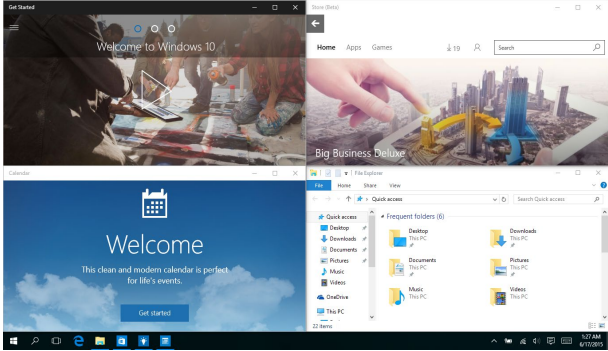 Get Started
Welcome to Windows 10
Store (Beta)
Home Apps Games 19 Search
Big Business Deluxe
Calendar
Welcome
This clean and modern calendar is perfect
for life's events.
Get started
File Explorer
File Home Share View
Quick access
Search Quick access
Quick access
Desktop
Downloads
Documents
Pictures
Music
Videos
OneDrive
This PC
Frequent folders (6)
Desktop
This PC
Downloads
This PC
Documents
This PC
Pictures
This PC
Music
This PC
Videos
This PC
22 items
1:27 AM
6/17/2015